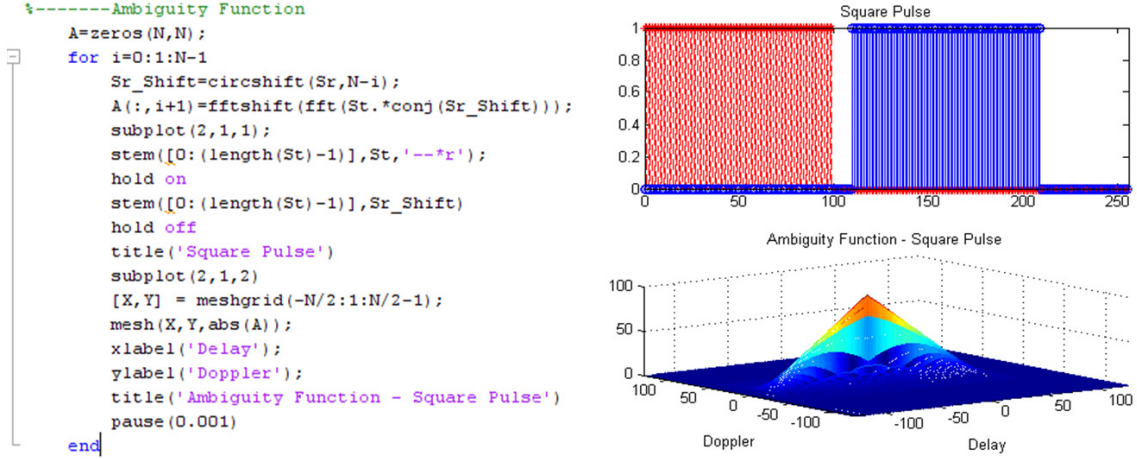 %-------Ambiguity Function
A=zeros(N,N);
for i=0:1:N-1
Sr_Shift=circshift(Sr,N-i);
A(:,i+1)=fftshift(fft(St.*conj(Sr_Shift)));
subplot(2,1,1);
stem([0:(length(St)-1)],St,'--*r');
hold on
stem([0:(length(St)-1)],Sr_Shift)
hold off
title('Square Pulse')
subplot(2,1,2)
[X,Y] = meshgrid(-N/2:1:N/2-1);
mesh(X,Y,abs(A));
xlabel('Delay');
ylabel('Doppler');
title('Ambiguity Function - Square Pulse')
pause(0.001)
end
Square Pulse
1
0.8
0.6
0.4
0.2
0
0 50 100 150 200 250
Ambiguity Function - Square Pulse
100
50
0
100 50 0 -50 -100
-100 -50 0 50 100
Doppler
Delay